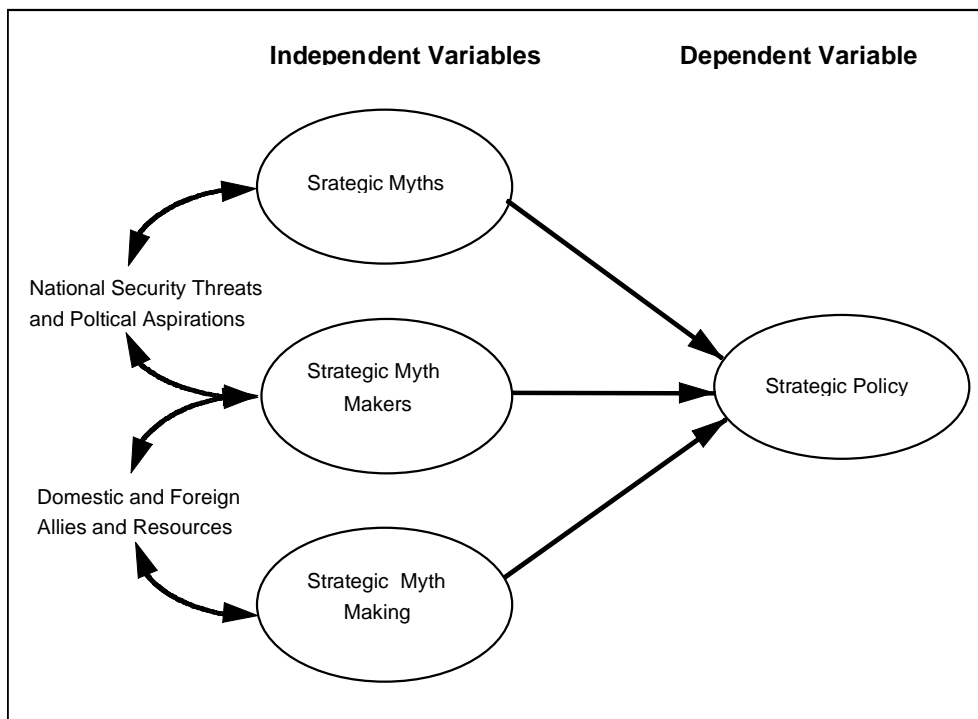 Independent Variables
Dependent Variable
Srategic Myths
National Security Threats
and Poltical Aspirations
Strategic Myth
Makers
Strategic Policy
Domestic and Foreign
Allies and Resources
Strategic Myth
Making